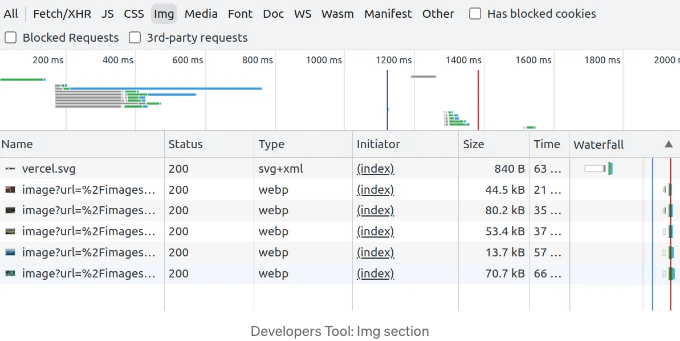 All Fetch/XHR JS CSS Img Media Font Doc WS Wasm Manifest Other Has blocked cookies
Blocked Requests 3rd-party requests
200 ms 400 ms 600 ms 800 ms 1000 ms 1200 ms 1400 ms 1600 ms 1800 ms 2000 n
Name Status Type Initiator Size Time Waterfall ▲
vercel.svg 200 svg+xml (index) 840 B 63 ...
image?url=%2Fimages... 200 webp (index) 44.5 kB 21 ...
image?url=%2Fimages... 200 webp (index) 80.2 kB 35 ...
image?url=%2Fimages... 200 webp (index) 53.4 kB 37 ...
image?url=%2Fimages... 200 webp (index) 13.7 kB 57 ...
image?url=%2Fimages... 200 webp (index) 70.7 kB 66 ...
Developers Tool: Img section